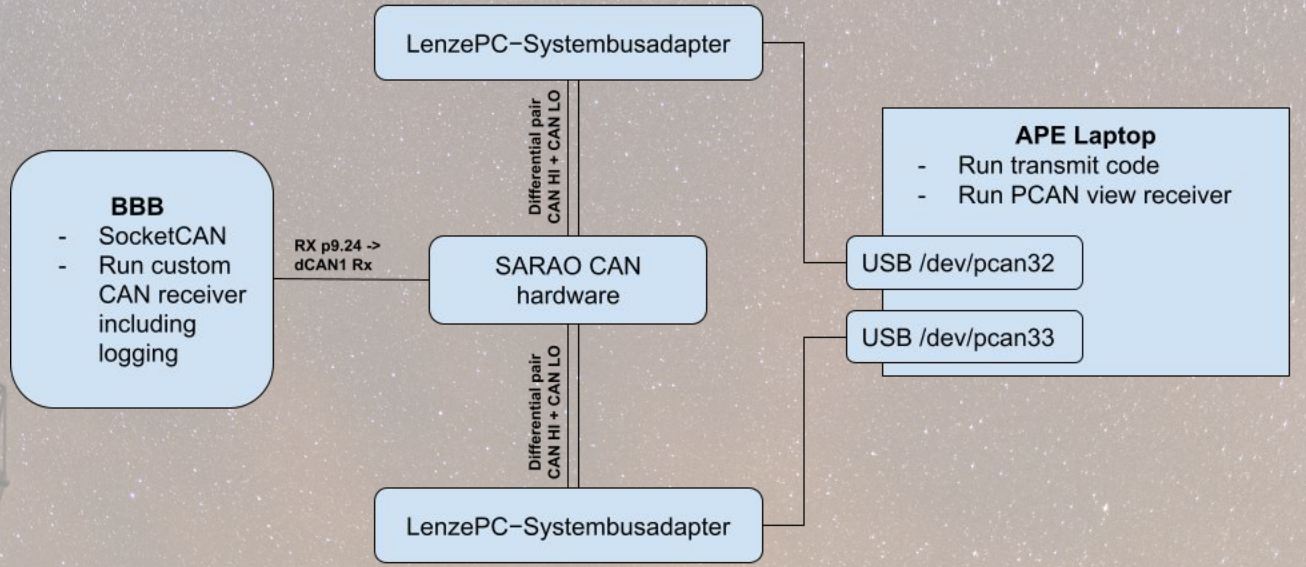 LenzePC−Systembusadapter
Differential pair
CAN HI + CAN LO
APE Laptop
- Run transmit code
- Run PCAN view receiver
BBB
- SocketCAN
- Run custom
CAN receiver
including
logging
RX p9.24 ->
dCAN1 Rx
SARAO CAN
hardware
USB /dev/pcan32
USB /dev/pcan33
Differential pair
CAN HI + CAN LO
LenzePC−Systembusadapter